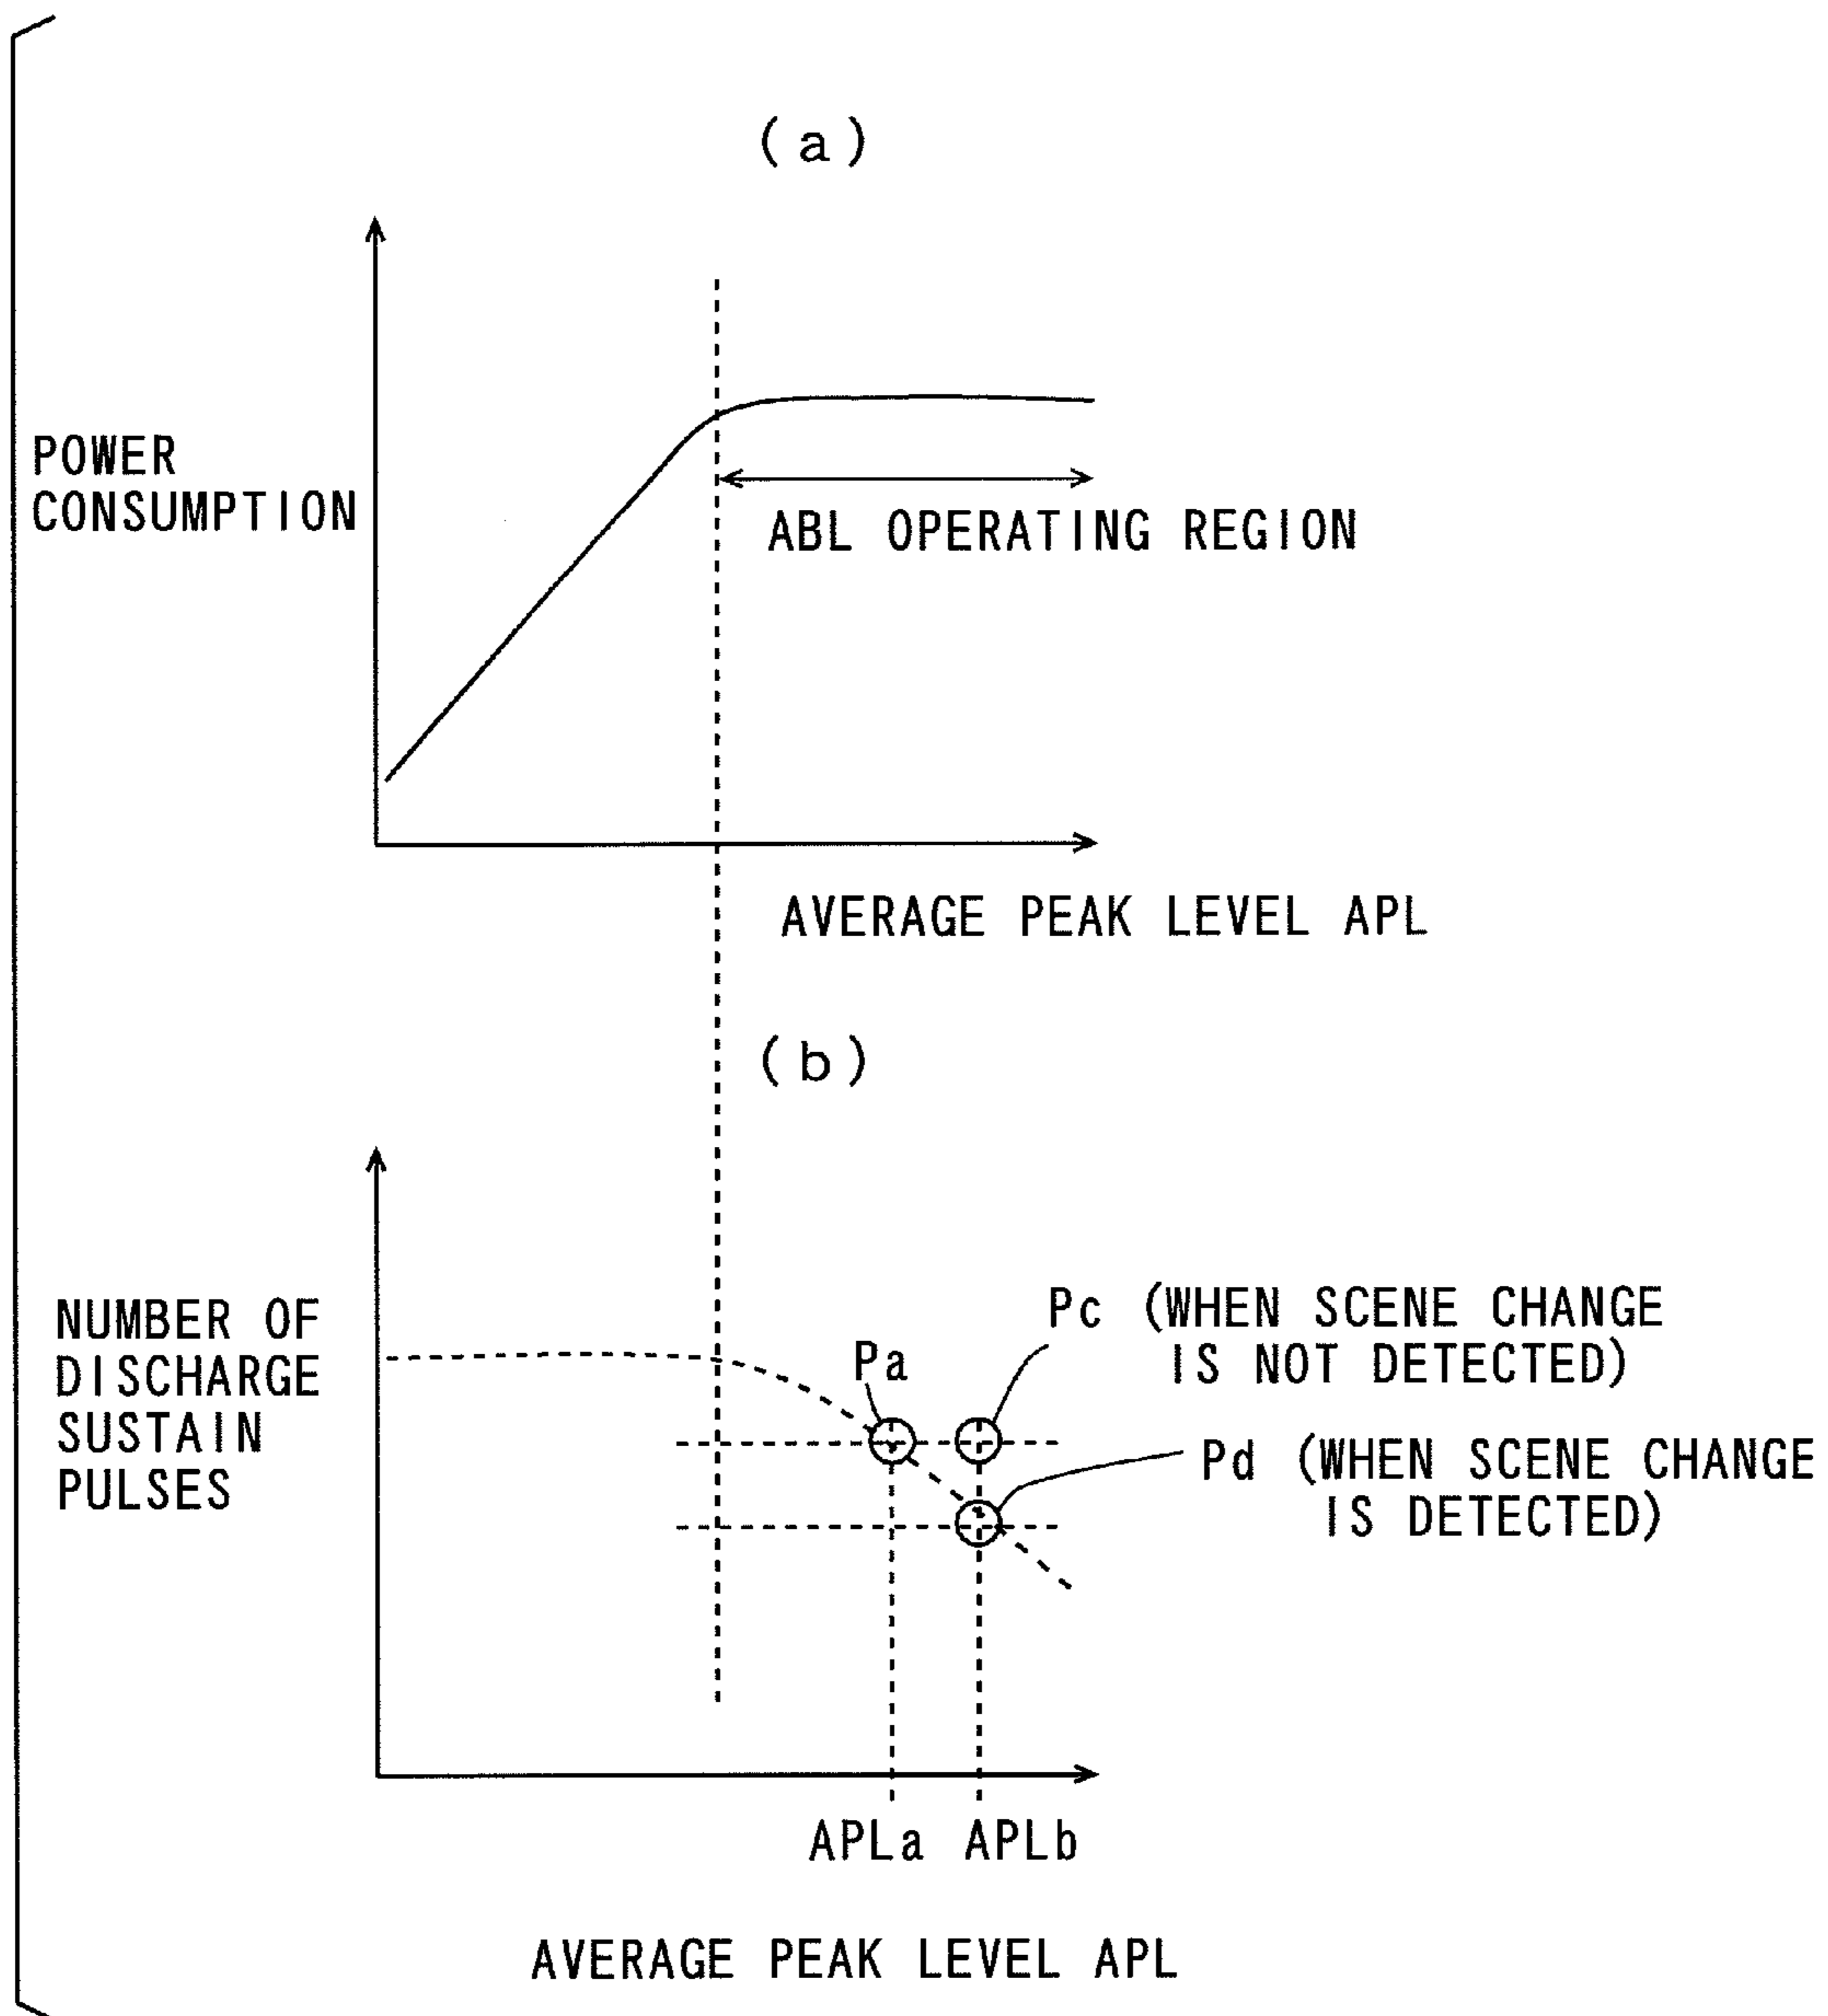 (a)
POWER
CONSUMPTION
ABL OPERATING REGION
AVERAGE PEAK LEVEL APL
(b)
NUMBER OF
DISCHARGE
SUSTAIN
PULSES
Pa
Pc (WHEN SCENE CHANGE
IS NOT DETECTED)
Pd (WHEN SCENE CHANGE
IS DETECTED)
APLa APLb
AVERAGE PEAK LEVEL APL